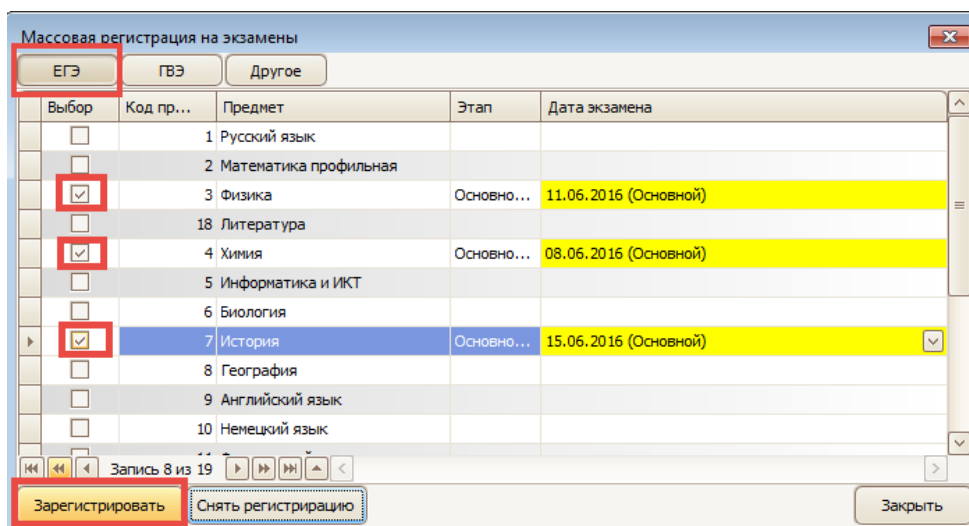 Массовая регистрация на экзамены
ЕГЭ ГВЭ Другое
Выбор Код пр... Предмет Этап Дата экзамена
1 Русский язык
2 Математика профильная
3 Физика Основно... 11.06.2016 (Основной)
18 Литература
4 Химия Основно... 08.06.2016 (Основной)
5 Информатика и ИКТ
6 Биология
7 История Основно... 15.06.2016 (Основной)
8 География
9 Английский язык
10 Немецкий язык
Запись 8 из 19
Зарегистрировать Снять регистрирацию Закрыть